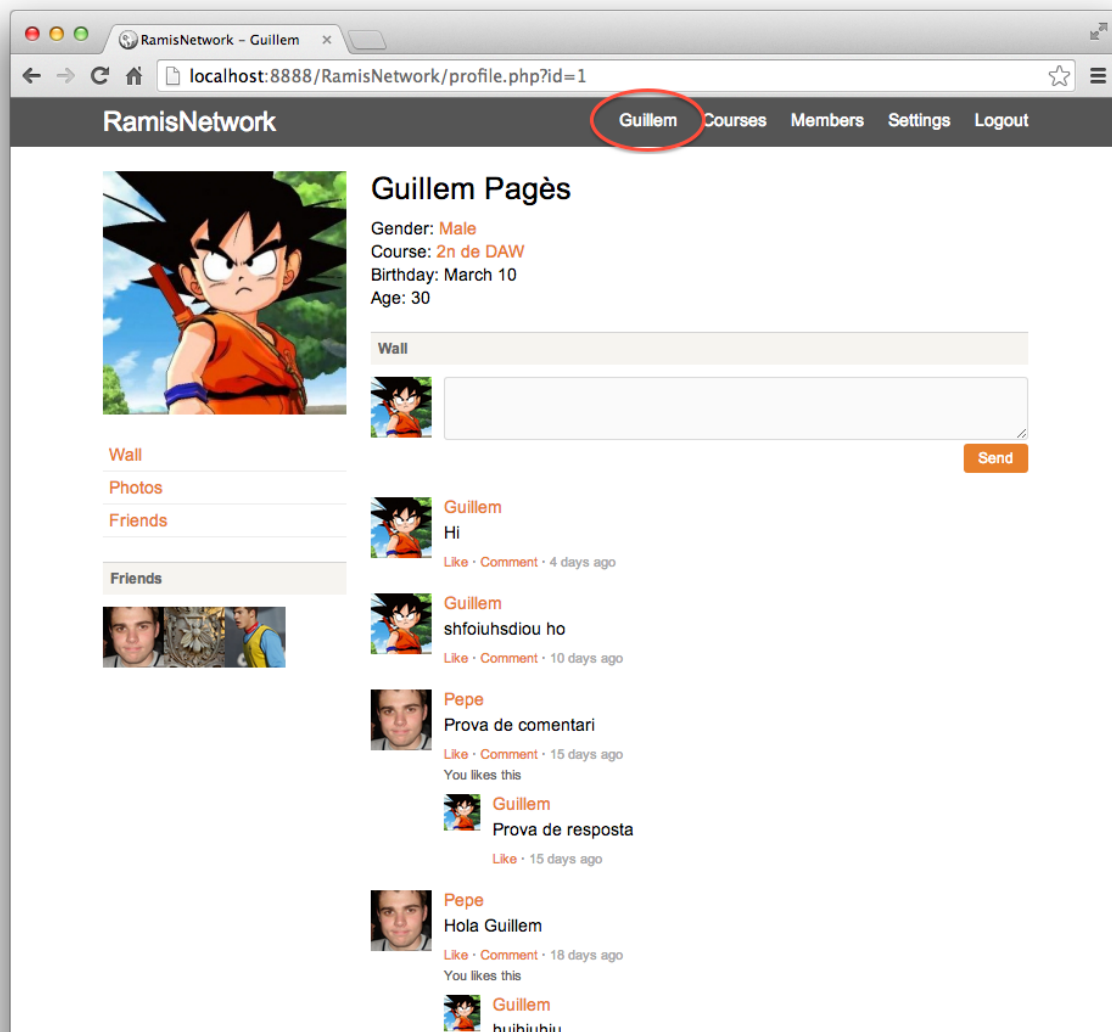 RamisNetwork – Guillem
localhost:8888/RamisNetwork/profile.php?id=1
RamisNetwork
Guillem Courses Members Settings Logout
Guillem Pagès
Gender: Male
Course: 2n de DAW
Birthday: March 10
Age: 30
Wall
Send
Wall
Photos
Friends
Friends
Guillem
Hi
Like · Comment · 4 days ago
Guillem
shfoiuhsdiou ho
Like · Comment · 10 days ago
Pepe
Prova de comentari
Like · Comment · 15 days ago
You likes this
Guillem
Prova de resposta
Like · 15 days ago
Pepe
Hola Guillem
Like · Comment · 18 days ago
You likes this
Guillem